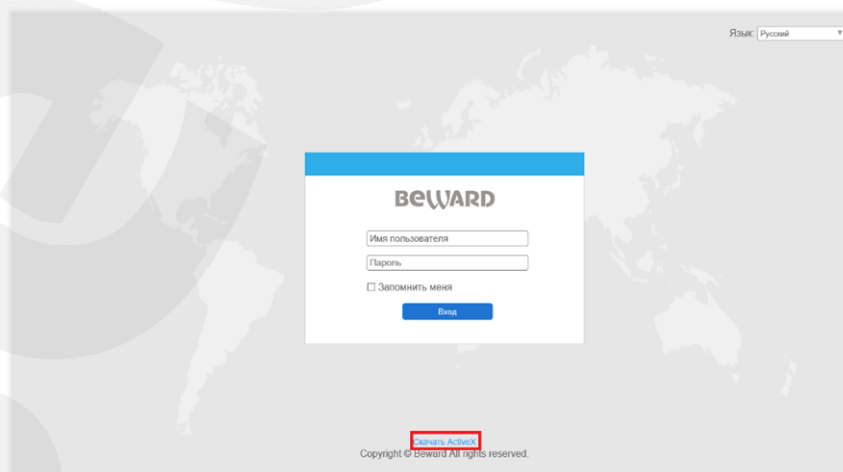 Язык: Русский
BEWARD
Имя пользователя
Пароль
Запомнить меня
Вход
Скачать ActiveX
Copyright © Beward All rights reserved.